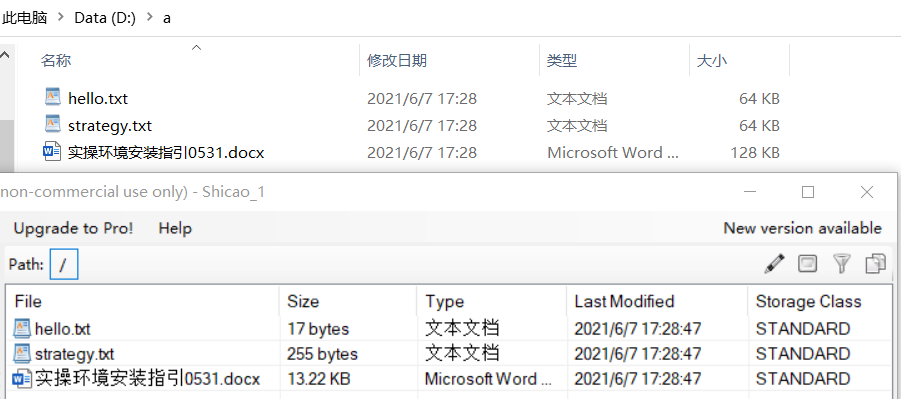 此电脑 > Data (D:) > a
名称 修改日期 类型 大小
hello.txt 2021/6/7 17:28 文本文档 64 KB
strategy.txt 2021/6/7 17:28 文本文档 64 KB
实操环境安装指引0531.docx 2021/6/7 17:28 Microsoft Word ... 128 KB
non-commercial use only) - Shicao_1
Upgrade to Pro! Help New version available
Path: /
File Size Type Last Modified Storage Class
hello.txt 17 bytes 文本文档 2021/6/7 17:28:47 STANDARD
strategy.txt 255 bytes 文本文档 2021/6/7 17:28:47 STANDARD
实操环境安装指引0531.docx 13.22 KB Microsoft Word ... 2021/6/7 17:28:47 STANDARD